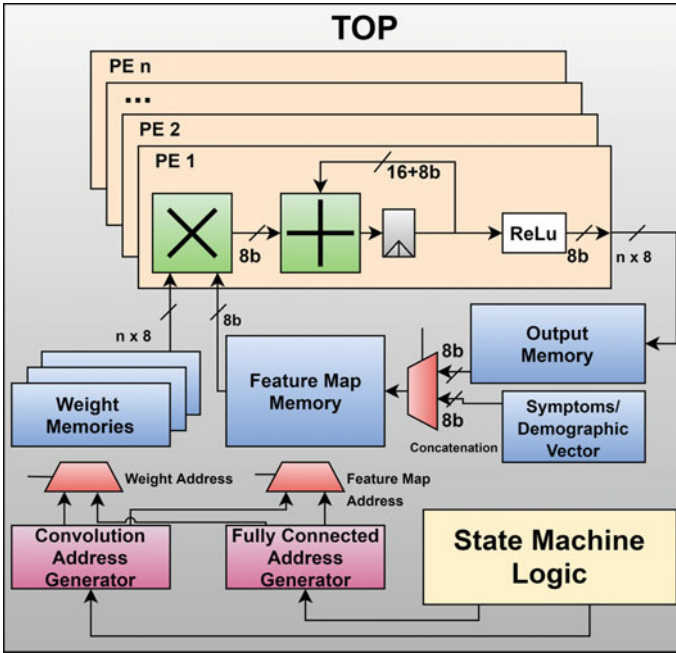 TOP
PE n
...
PE 2
PE 1
16+8b
8b
ReLu
8b
n x 8
n x 8
8b
Weight
Memories
Feature Map
Memory
8b
8b
Concatenation
Output
Memory
Symptoms/
Demographic
Vector
Weight Address
Feature Map
Address
Convolution
Address
Generator
Fully Connected
Address
Generator
State Machine
Logic